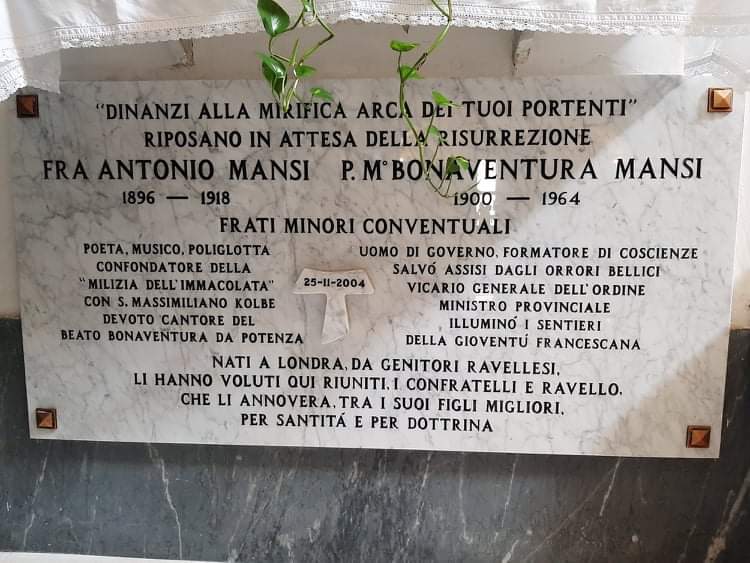 "DINANZI ALLA MIRIFICA ARCA DEI TUOI PORTENTI"
RIPOSANO IN ATTESA DELLA RISURREZIONE
FRA ANTONIO MANSI P. M° BONAVENTURA MANSI
1896 — 1918 1900 — 1964
FRATI MINORI CONVENTUALI
POETA, MUSICO, POLIGLOTTA
CONFONDATORE DELLA
"MILIZIA DELL'IMMACOLATA"
CON S. MASSIMILIANO KOLBE
DEVOTO CANTORE DEL
BEATO BONAVENTURA DA POTENZA
25-11-2004
UOMO DI GOVERNO, FORMATORE DI COSCIENZE
SALVÓ ASSISI DAGLI ORRORI BELLICI
VICARIO GENERALE DELL'ORDINE
MINISTRO PROVINCIALE
ILLUMINÓ I SENTIERI
DELLA GIOVENTÚ FRANCESCANA
NATI A LONDRA, DA GENITORI RAVELLESI,
LI HANNO VOLUTI QUI RIUNITI, I CONFRATELLI E RAVELLO,
CHE LI ANNOVERA, TRA I SUOI FIGLI MIGLIORI,
PER SANTITÁ E PER DOTTRINA